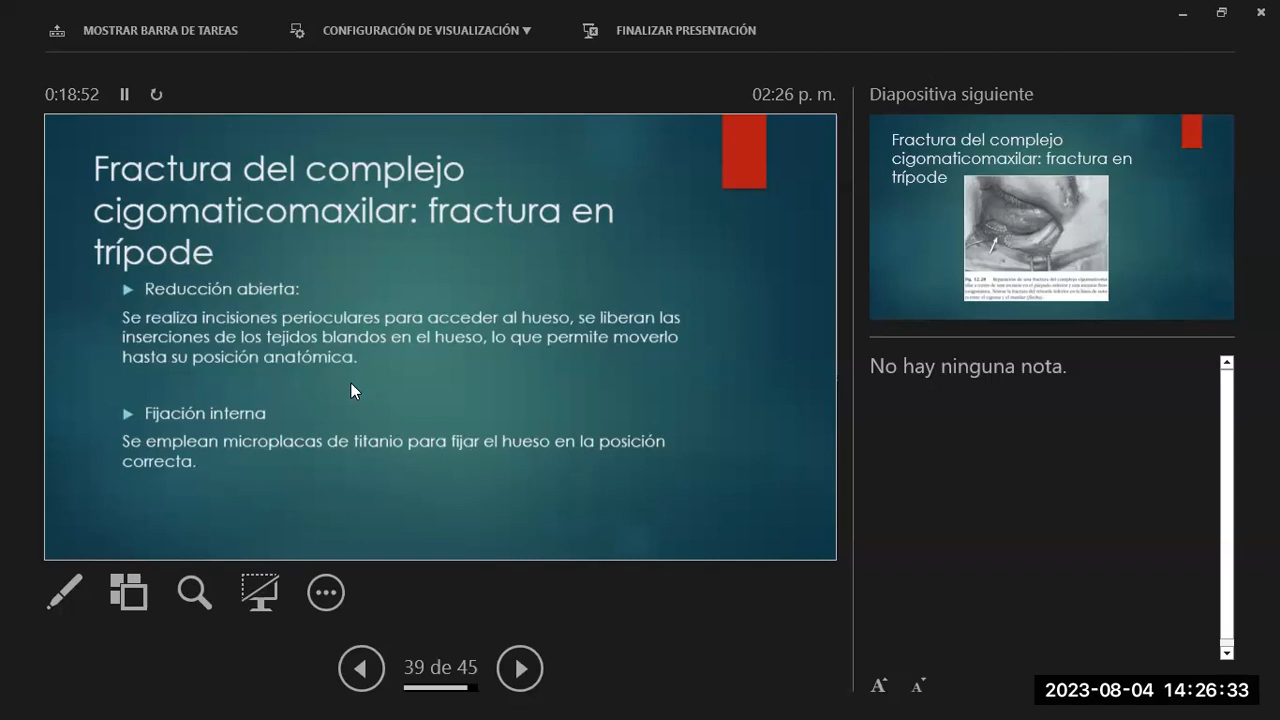 MOSTRAR BARRA DE TAREAS
CONFIGURACIÓN DE VISUALIZACIÓN ▼
FINALIZAR PRESENTACIÓN
0:18:52
02:26 p. m.
Fractura del complejo
cigomaticomaxilar: fractura en
trípode
Reducción abierta:
Se realiza incisiones perioculares para acceder al hueso, se liberan las
inserciones de los tejidos blandos en el hueso, lo que permite moverlo
hasta su posición anatómica.
Fijación interna
Se emplean microplacas de titanio para fijar el hueso en la posición
correcta.
39 de 45
Diapositiva siguiente
Fractura del complejo
cigomaticomaxilar: fractura en
trípode
No hay ninguna nota.
A A
2023-08-04 14:26:33